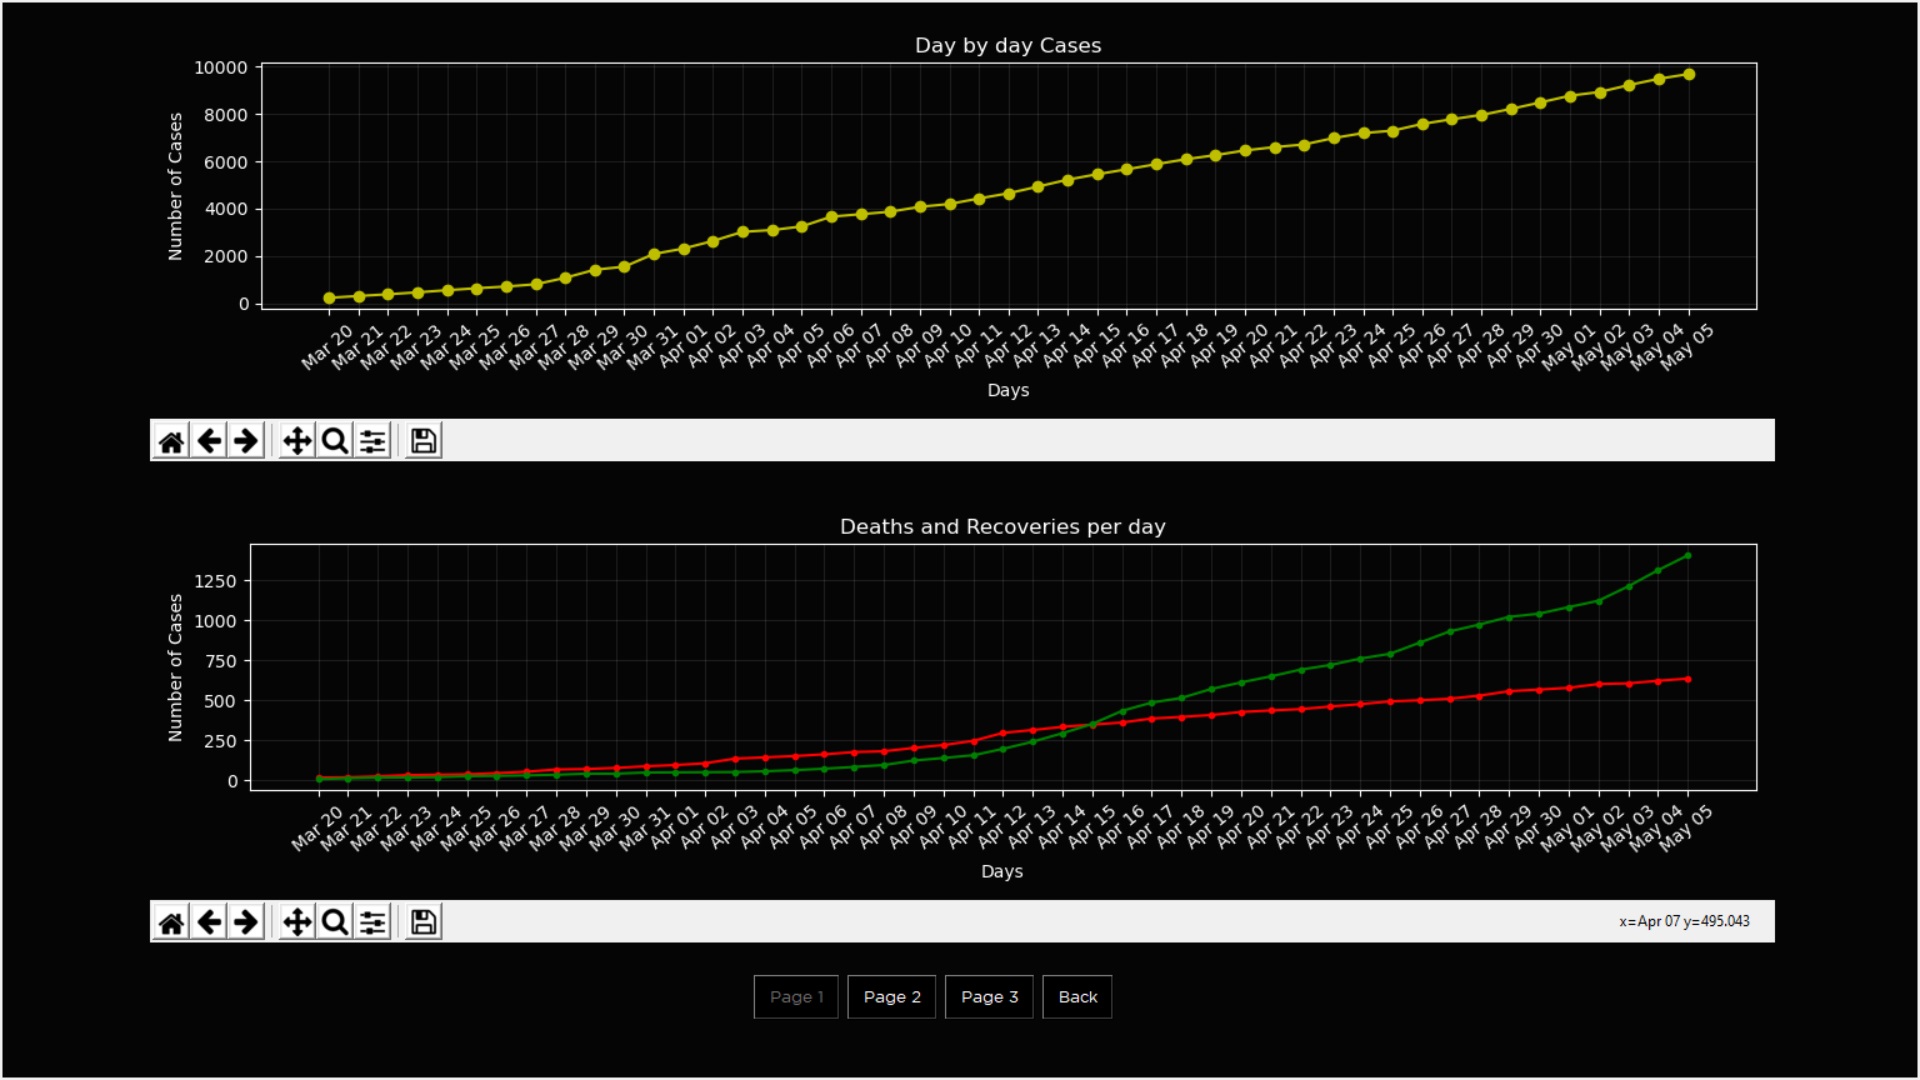 Day by day Cases
10000
8000
6000
4000
2000
0
Number of Cases
Mar 20 Mar 21 Mar 22 Mar 23 Mar 24 Mar 25 Mar 26 Mar 27 Mar 28 Mar 29 Mar 30 Mar 31 Apr 01 Apr 02 Apr 03 Apr 04 Apr 05 Apr 06 Apr 07 Apr 08 Apr 09 Apr 10 Apr 11 Apr 12 Apr 13 Apr 14 Apr 15 Apr 16 Apr 17 Apr 18 Apr 19 Apr 20 Apr 21 Apr 22 Apr 23 Apr 24 Apr 25 Apr 26 Apr 27 Apr 28 Apr 29 Apr 30 May 01 May 02 May 03 May 04 May 05
Days
Deaths and Recoveries per day
1250
1000
750
500
250
0
Number of Cases
Mar 20 Mar 21 Mar 22 Mar 23 Mar 24 Mar 25 Mar 26 Mar 27 Mar 28 Mar 29 Mar 30 Mar 31 Apr 01 Apr 02 Apr 03 Apr 04 Apr 05 Apr 06 Apr 07 Apr 08 Apr 09 Apr 10 Apr 11 Apr 12 Apr 13 Apr 14 Apr 15 Apr 16 Apr 17 Apr 18 Apr 19 Apr 20 Apr 21 Apr 22 Apr 23 Apr 24 Apr 25 Apr 26 Apr 27 Apr 28 Apr 29 Apr 30 May 01 May 02 May 03 May 04 May 05
Days
x=Apr 07 y=495.043
Page 1 Page 2 Page 3 Back